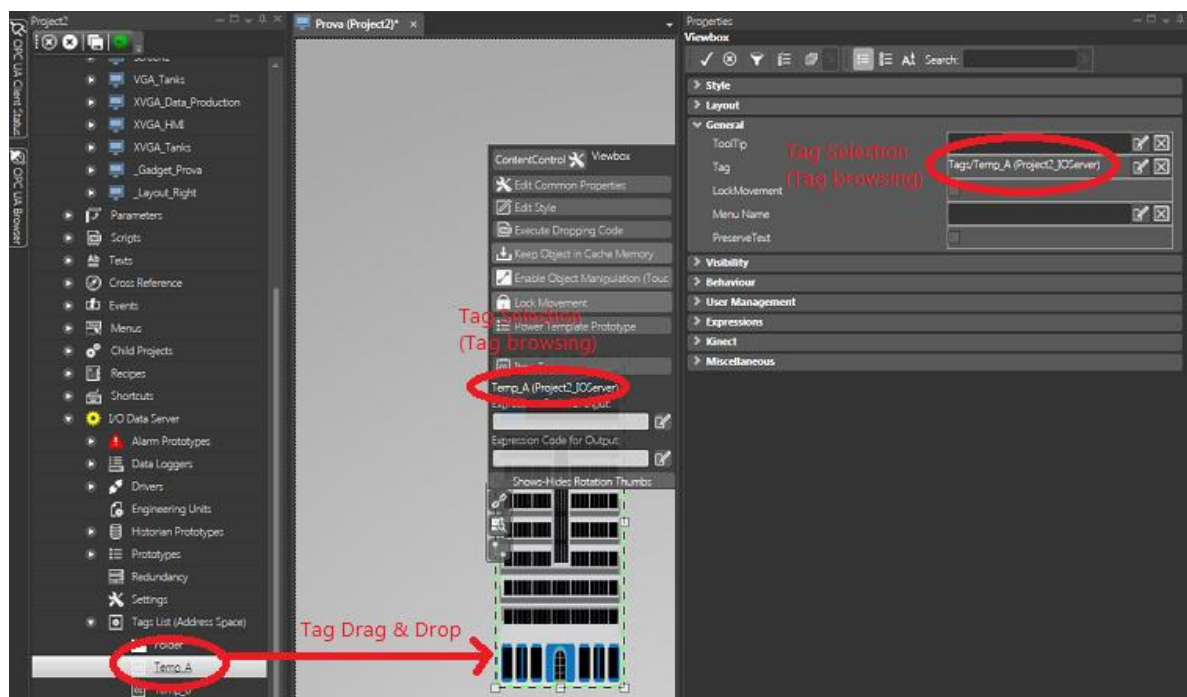 Project2
OPC UA Client Status
OPC UA Browser
VGA_Tanks
XVGA_Data_Production
XVGA_HMI
XVGA_Tanks
_Gadget_Prova
_Layout_Right
Parameters
Scripts
Texts
Cross Reference
Events
Menus
Child Projects
Recipes
Shortcuts
I/O Data Server
Alarm Prototypes
Data Loggers
Drivers
Engineering Units
Historian Prototypes
Prototypes
Redundancy
Settings
Tags List (Address Space)
Folder
Temp_A
Prova (Project2)*
ContentControl Viewbox
Edit Common Properties
Edit Style
Execute Dropping Code
Keep Object in Cache Memory
Enable Object Manipulation (Touc
Lock Movement
Tag Selection
Power Template Prototype
(Tag browsing)
Temp_A (Project2_IOServer)
Expression Code for Output:
Shows-Hides Rotation Thumbs
Tag Drag & Drop
Properties
Viewbox
Search:
Style
Layout
General
ToolTip
Tag Tags/Temp_A (Project2_IOServer)
Tag Selection
(Tag browsing)
LockMovement
Menu Name
PreserveText
Visibility
Behaviour
User Management
Expressions
Kinect
Miscellaneous